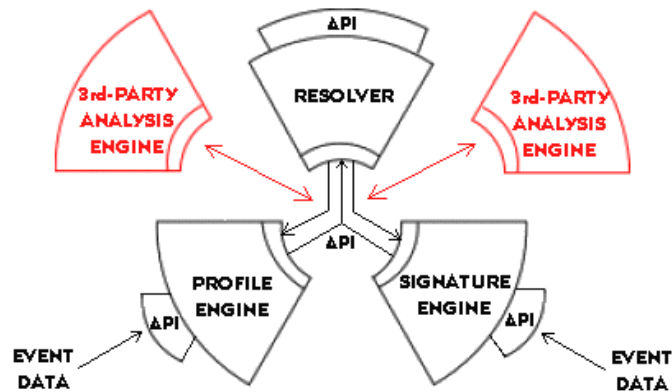 API
RESOLVER
3rd-PARTY
ANALYSIS
ENGINE
3rd-PARTY
ANALYSIS
ENGINE
API
PROFILE
ENGINE
SIGNATURE
ENGINE
API
API
EVENT
DATA
EVENT
DATA